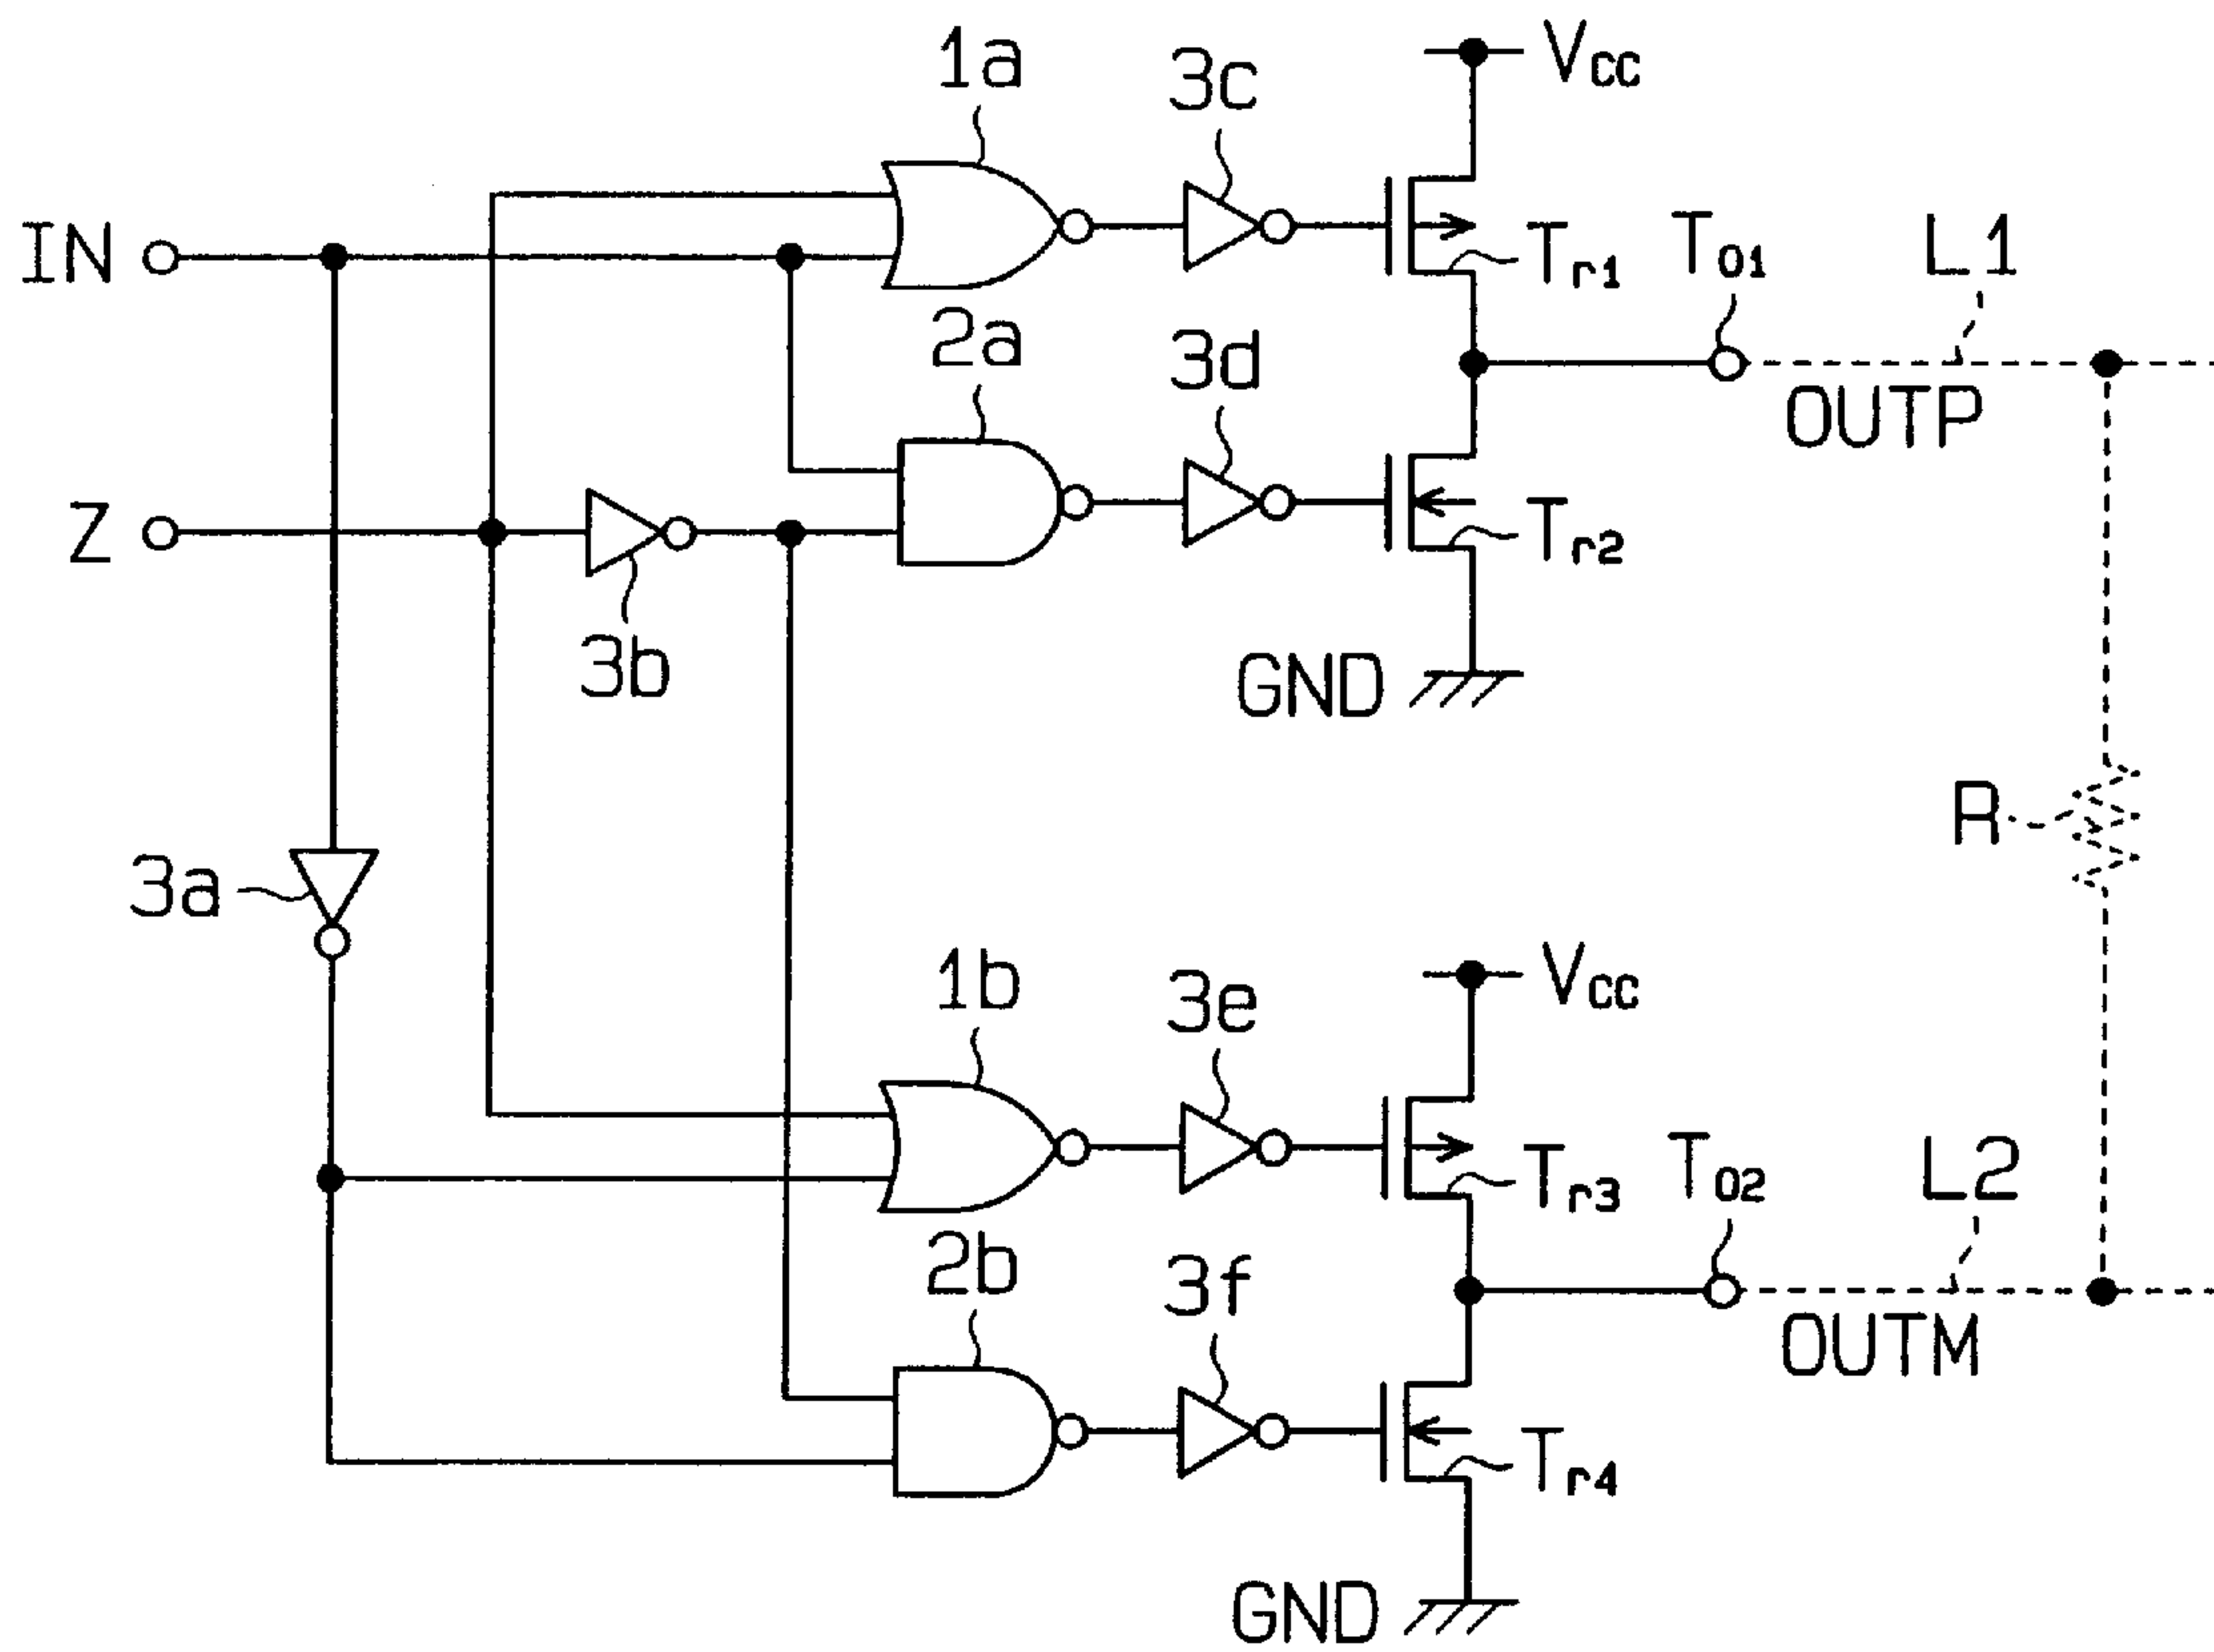 1a
3c
Vcc
IN
Tr1
TO1
L1
2a
3d
OUTP
Z
Tr2
3b
GND
R
3a
1b
3e
Vcc
Tr3
TO2
L2
2b
3f
OUTM
Tr4
GND